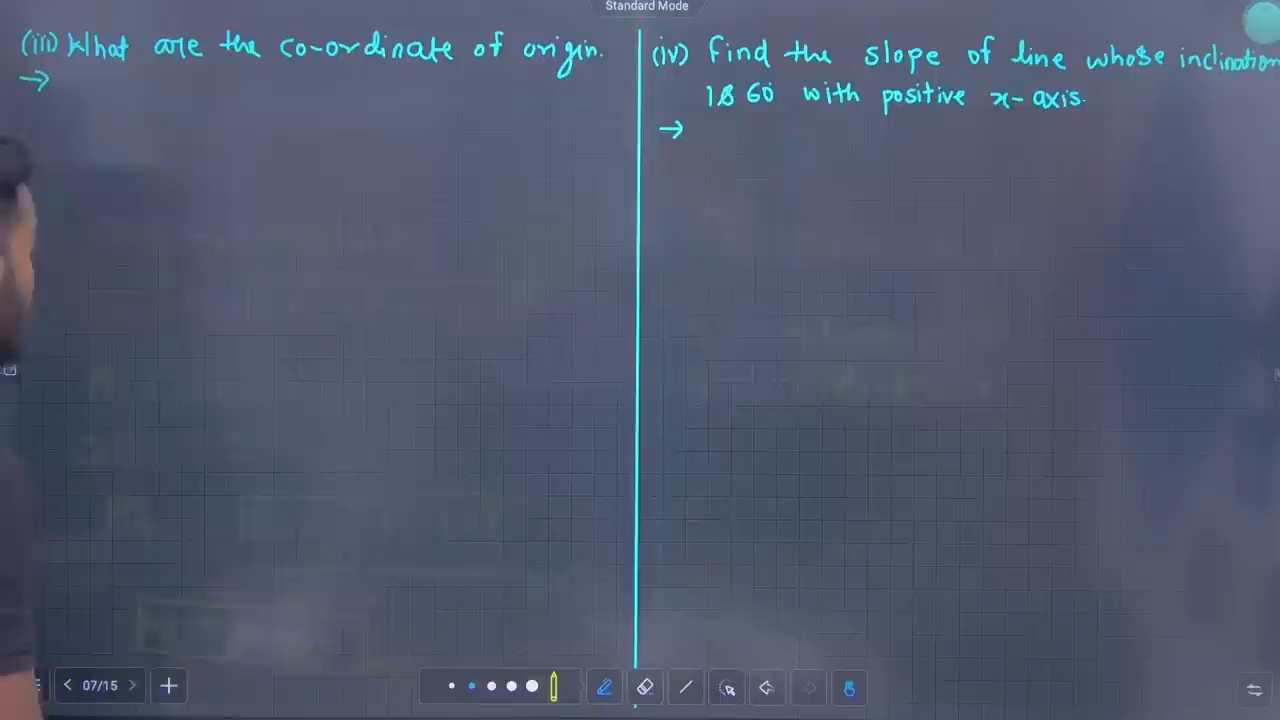 Standard Mode
(iii) What are the co-ordinate of origin.
→
(iv) Find the slope of line whose inclination
is 60° with positive x-axis.
→
07/15